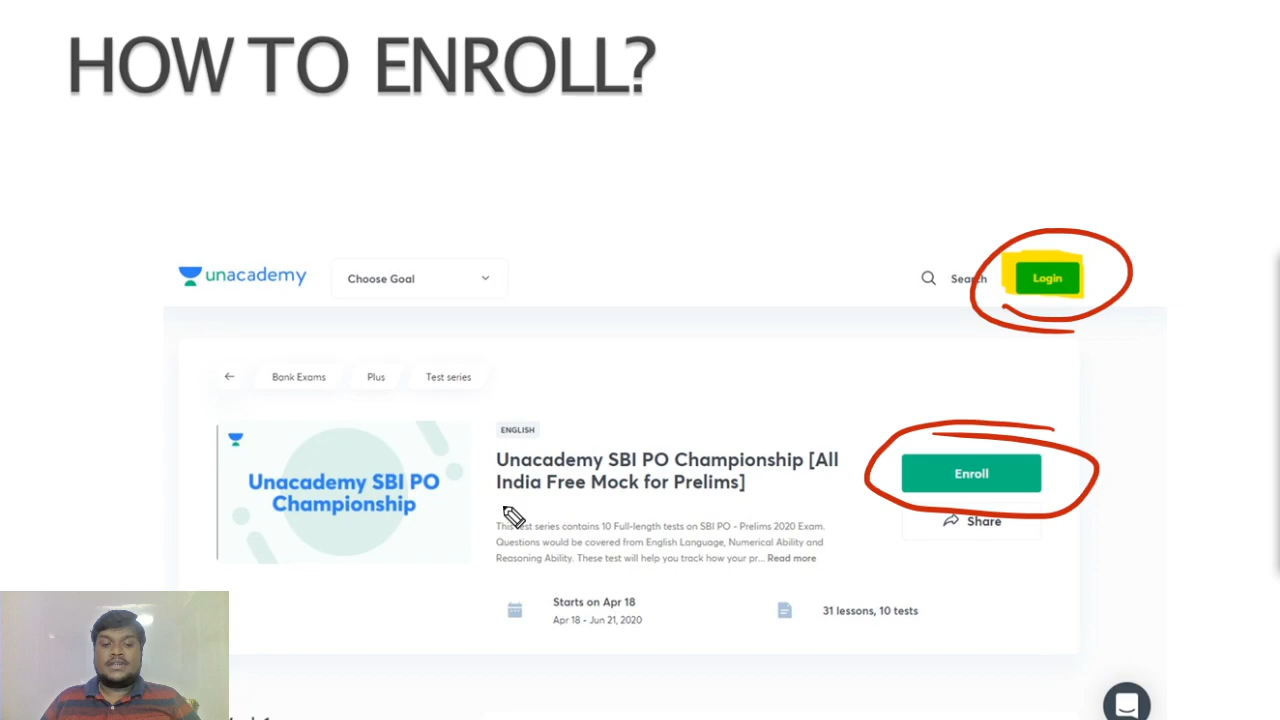 HOW TO ENROLL?
unacademy
Choose Goal
Search
Login
Bank Exams
Plus
Test series
ENGLISH
Unacademy SBI PO Championship [All
India Free Mock for Prelims]
Enroll
Unacademy SBI PO
Championship
This test series contains 10 Full-length tests on SBI PO - Prelims 2020 Exam.
Questions would be covered from English Language, Numerical Ability and
Reasoning Ability. These test will help you track how your pr... Read more
Share
Starts on Apr 18
Apr 18 - Jun 21, 2020
31 lessons, 10 tests